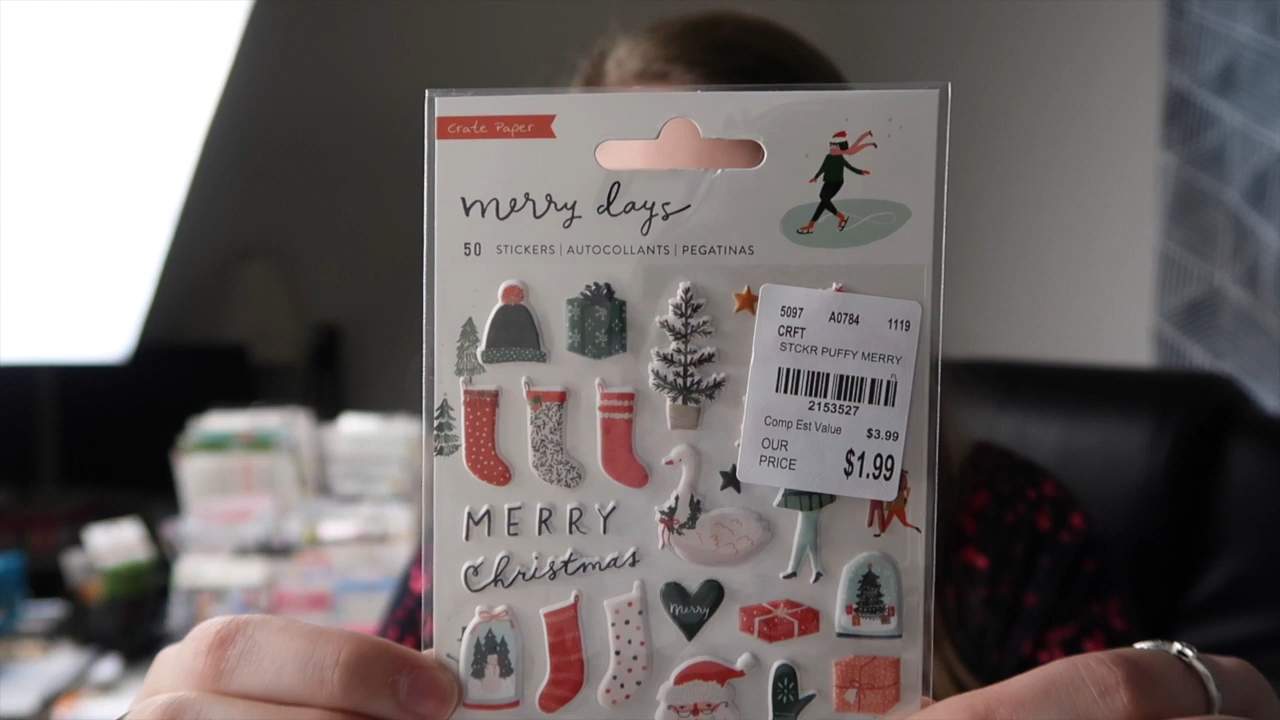 crate paper
merry days
50 STICKERS | AUTOCOLLANTS | PEGATINAS
5097 A0784 1119
CRFT
STCKR PUFFY MERRY
FL
2153527
Comp Est Value $3.99
OUR PRICE $1.99
MERRY
Christmas
merry